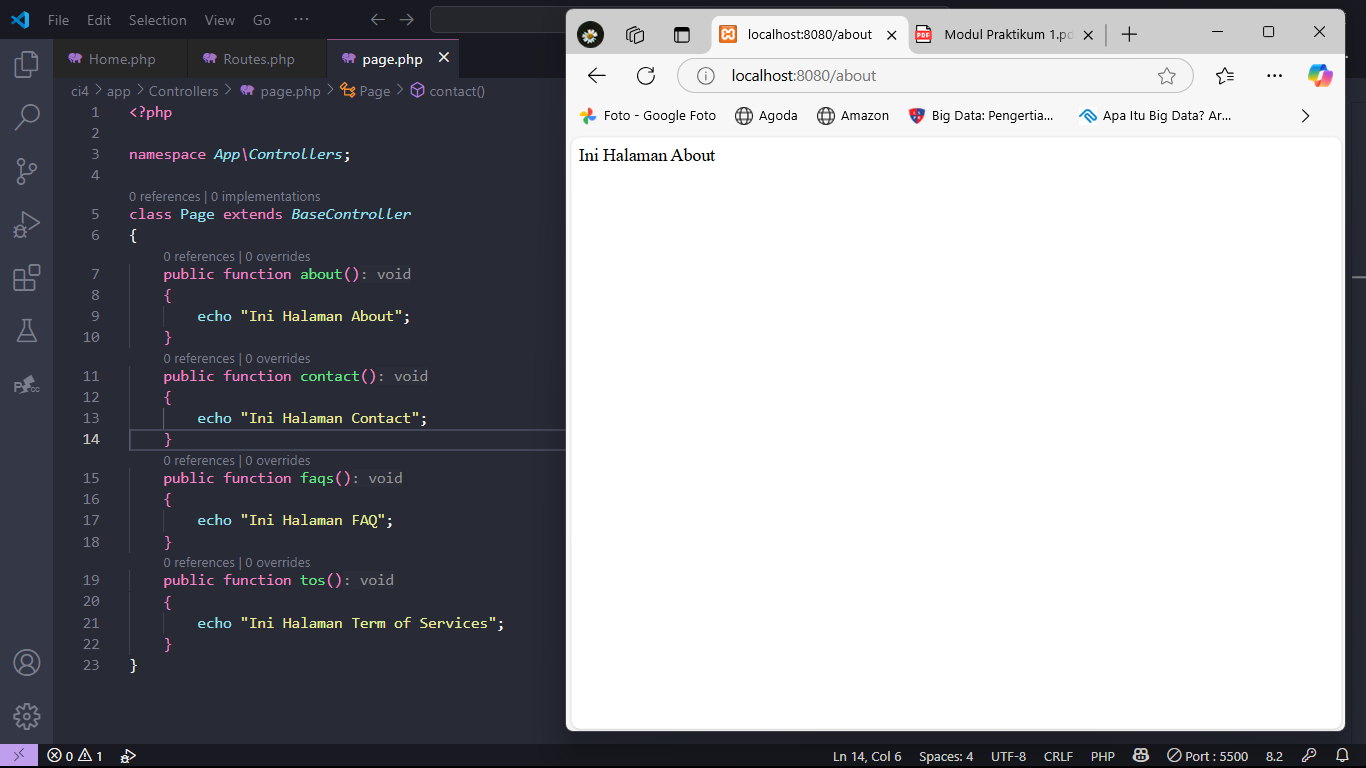 File Edit Selection View Go ···
Home.php Routes.php page.php
ci4 > app > Controllers > page.php > Page > contact()
1 <?php
2
3 namespace App\Controllers;
4
0 references | 0 implementations
5 class Page extends BaseController
6 {
0 references | 0 overrides
7 public function about(): void
8 {
9 echo "Ini Halaman About";
10 }
0 references | 0 overrides
11 public function contact(): void
12 {
13 echo "Ini Halaman Contact";
14 }
0 references | 0 overrides
15 public function faqs(): void
16 {
17 echo "Ini Halaman FAQ";
18 }
0 references | 0 overrides
19 public function tos(): void
20 {
21 echo "Ini Halaman Term of Services";
22 }
23 }
localhost:8080/about
PDF Modul Praktikum 1.pd
localhost:8080/about
Foto - Google Foto Agoda Amazon Big Data: Pengertia... Apa Itu Big Data? Ar...
Ini Halaman About
0 1 Ln 14, Col 6 Spaces: 4 UTF-8 CRLF PHP Port : 5500 8.2